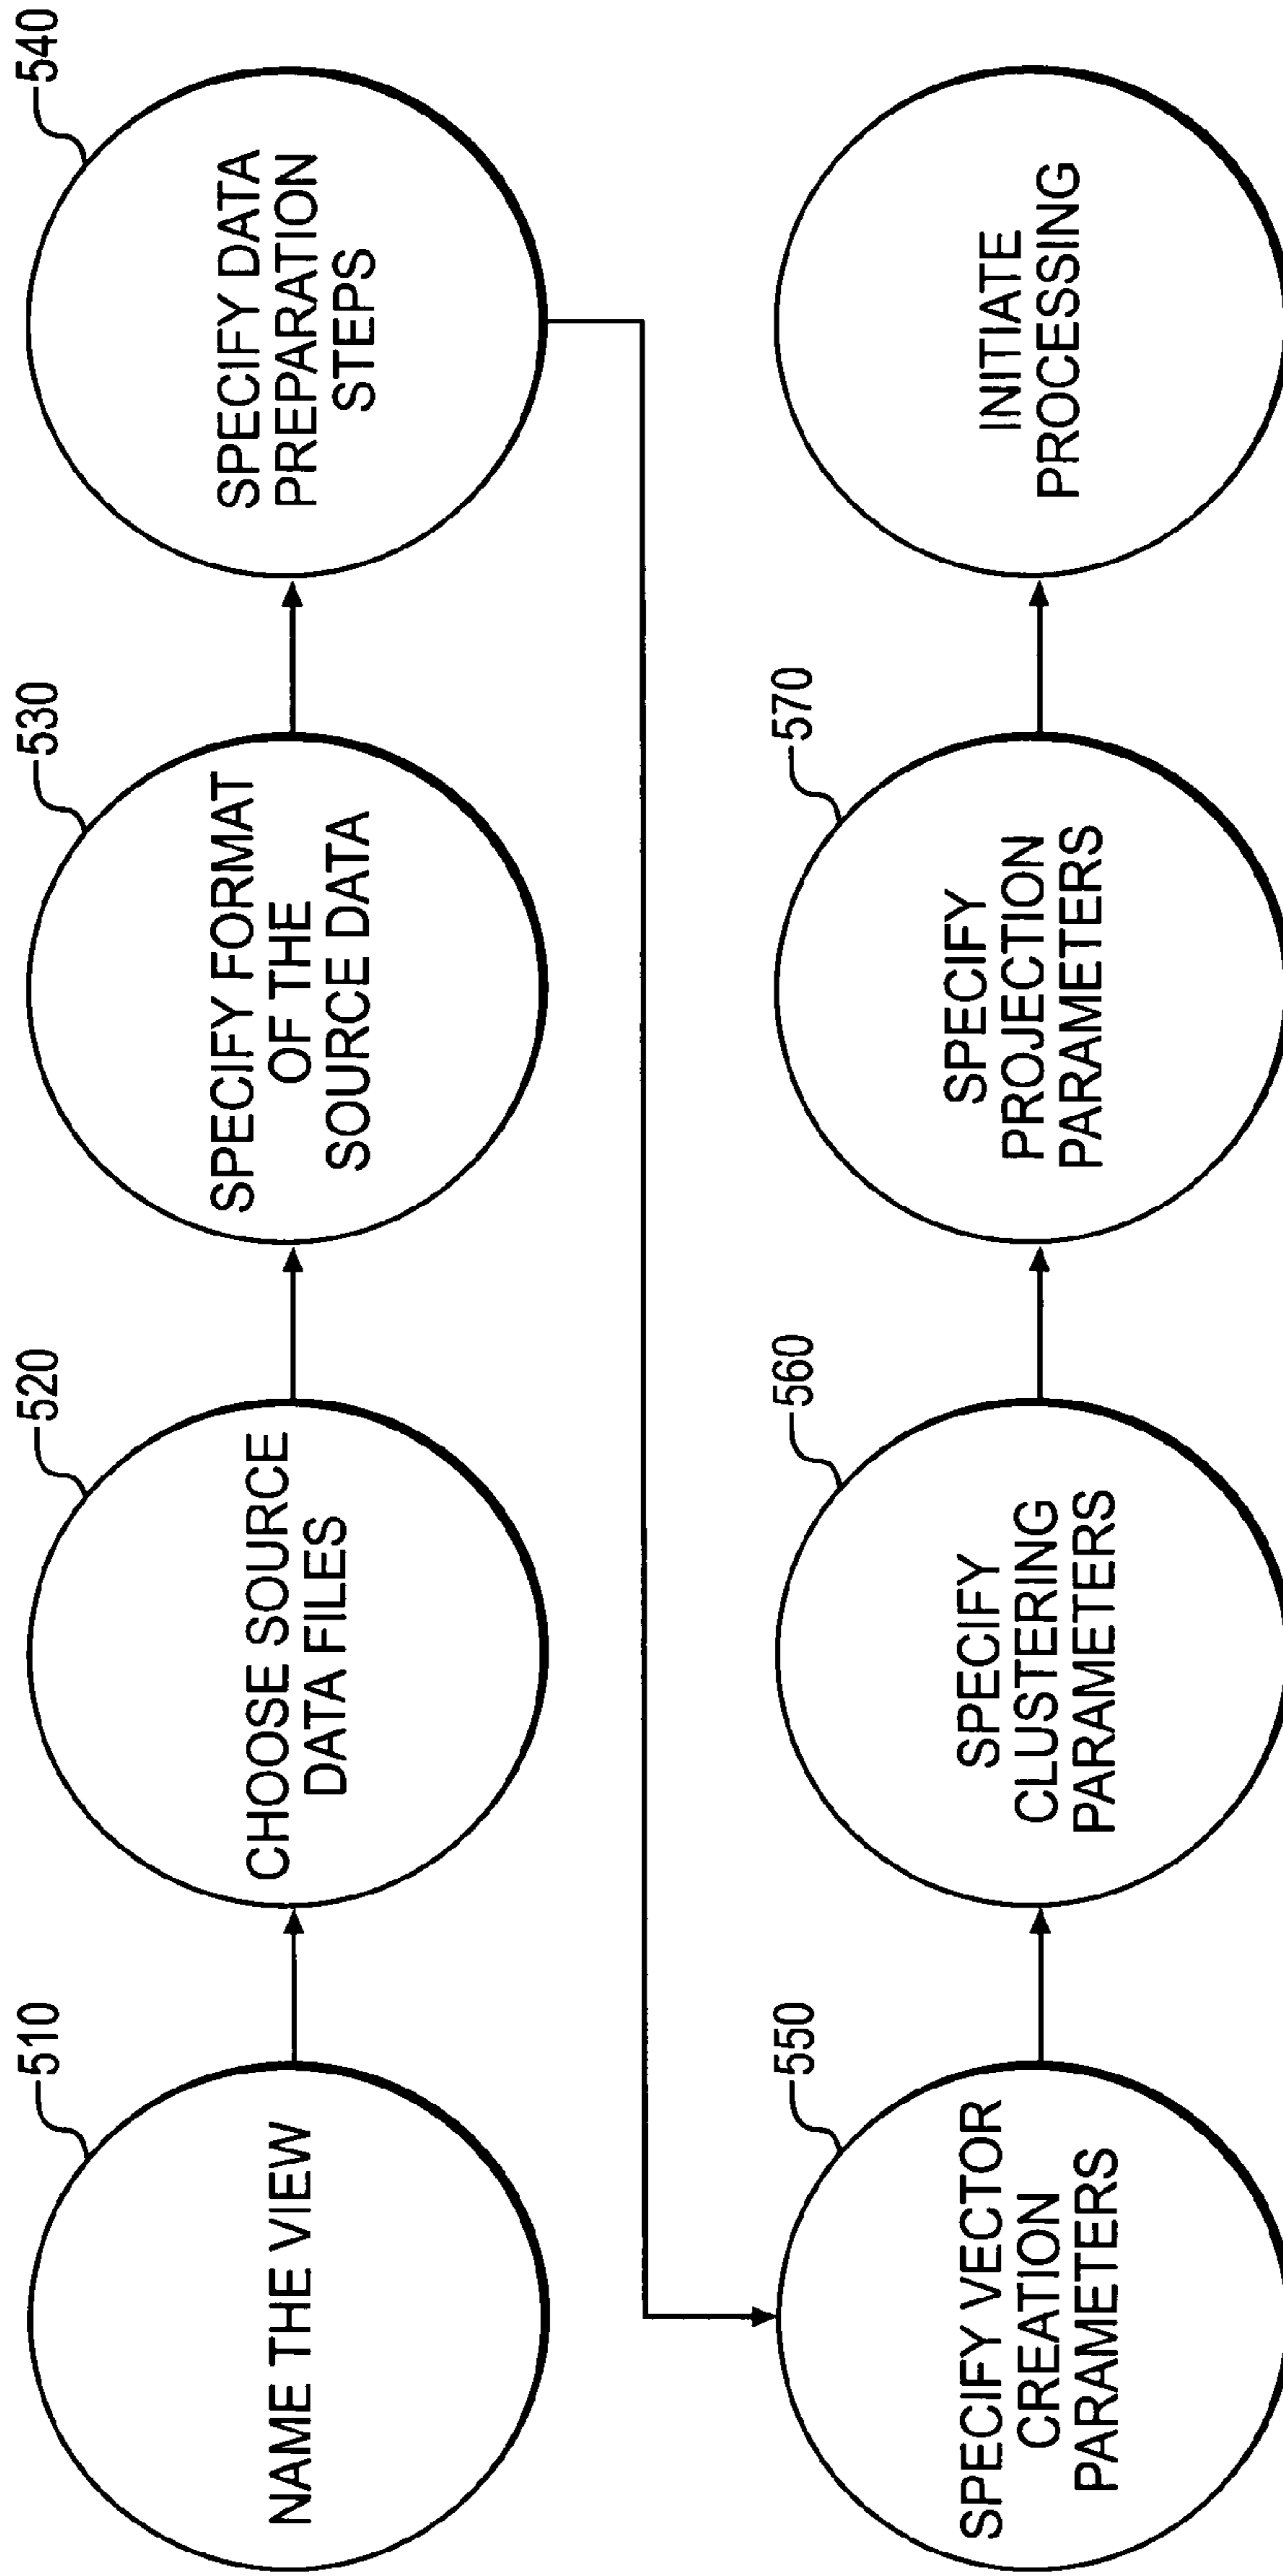 510
NAME THE VIEW
520
CHOOSE SOURCE
DATA FILES
530
SPECIFY FORMAT
OF THE
SOURCE DATA
540
SPECIFY DATA
PREPARATION
STEPS
550
SPECIFY VECTOR
CREATION
PARAMETERS
560
SPECIFY
CLUSTERING
PARAMETERS
570
SPECIFY
PROJECTION
PARAMETERS
INITIATE
PROCESSING